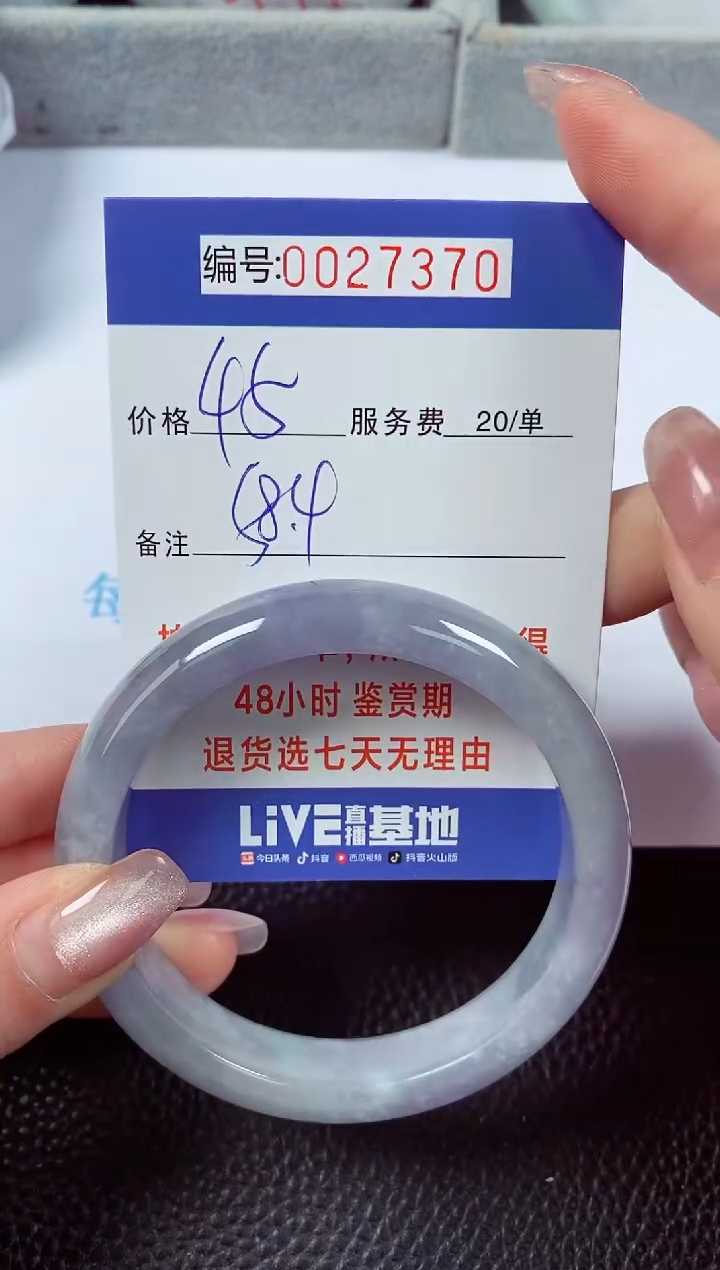 编号:0027370
价格 45 服务费 20/单
备注
得
48小时 鉴赏期
退货选七天无理由
LIVE直播基地
今日头条 抖音 西瓜视频 抖音火山版